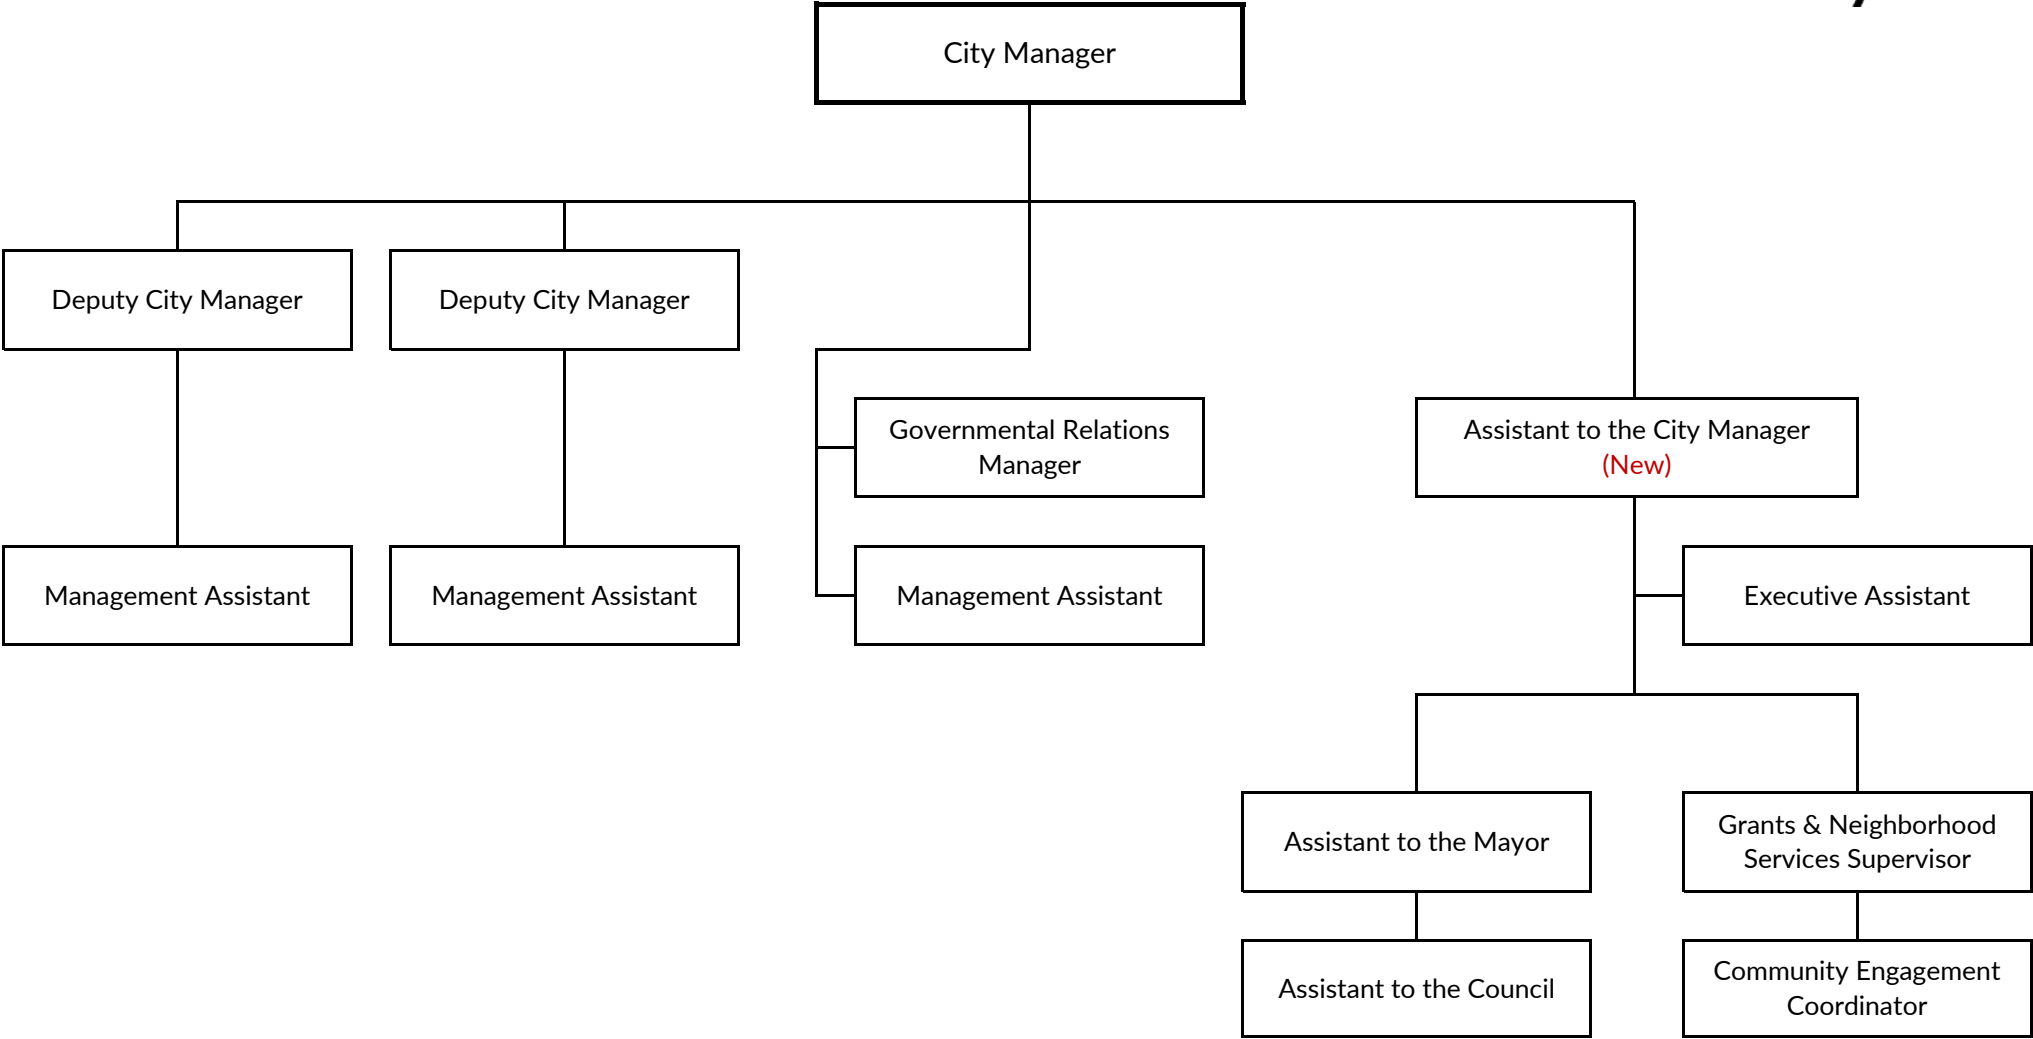 City Manager
Deputy City Manager
Deputy City Manager
Governmental Relations
Manager
Assistant to the City Manager
(New)
Management Assistant
Management Assistant
Management Assistant
Executive Assistant
Assistant to the Mayor
Grants & Neighborhood
Services Supervisor
Assistant to the Council
Community Engagement
Coordinator